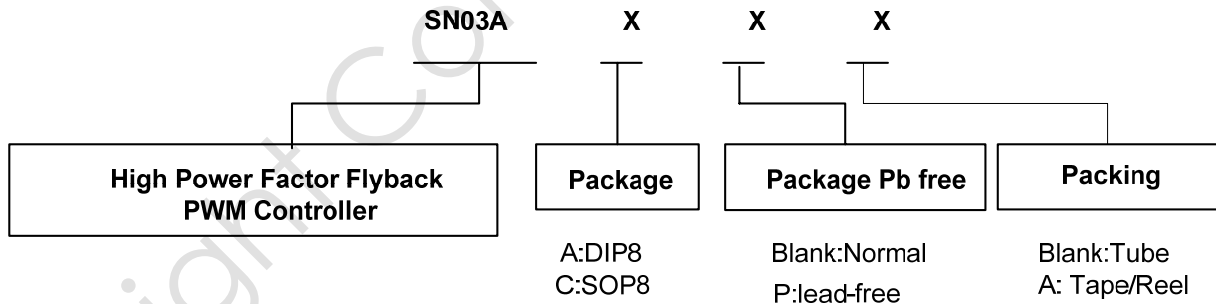 SN03A X X X
High Power Factor Flyback
PWM Controller
Package
Package Pb free
Packing
A:DIP8
C:SOP8
Blank:Normal
P:lead-free
Blank:Tube
A: Tape/Reel